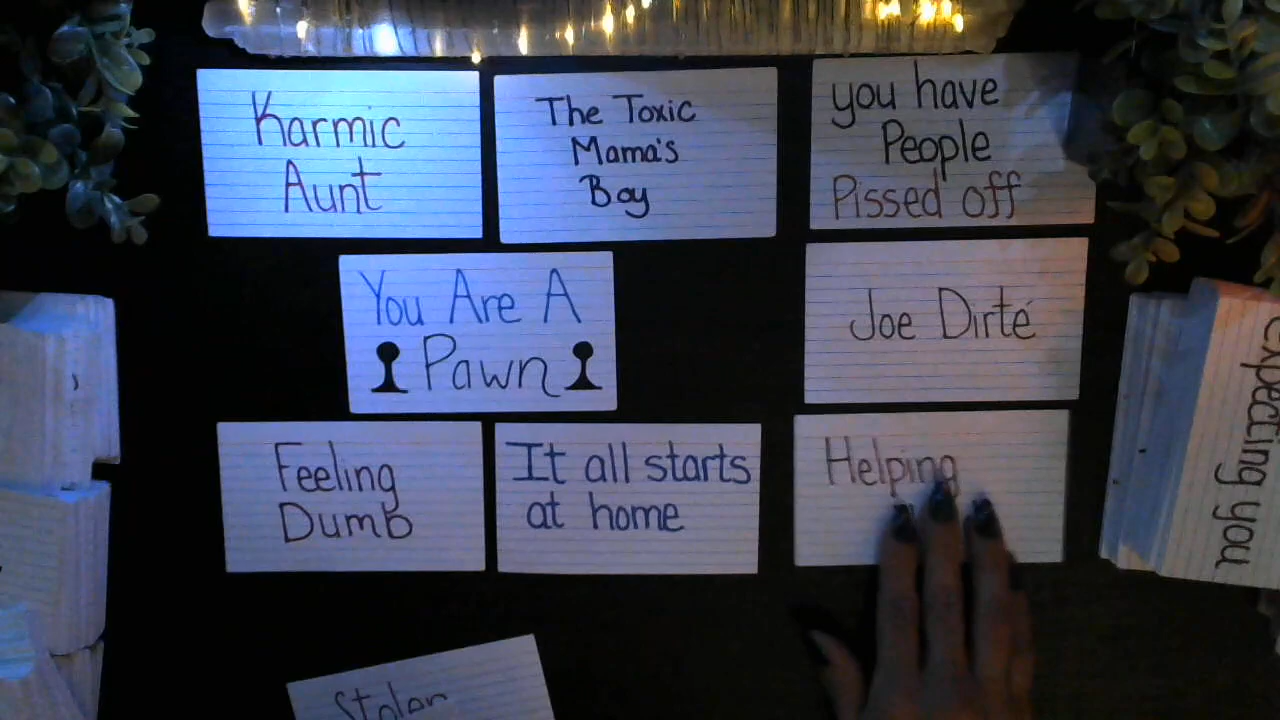 Karmic
Aunt
The Toxic
Mama's
Boy
you have
People
Pissed off
You Are A
Pawn
Joe Dirté
Feeling
Dumb
It all starts
at home
Helping
Stolen
expecting you